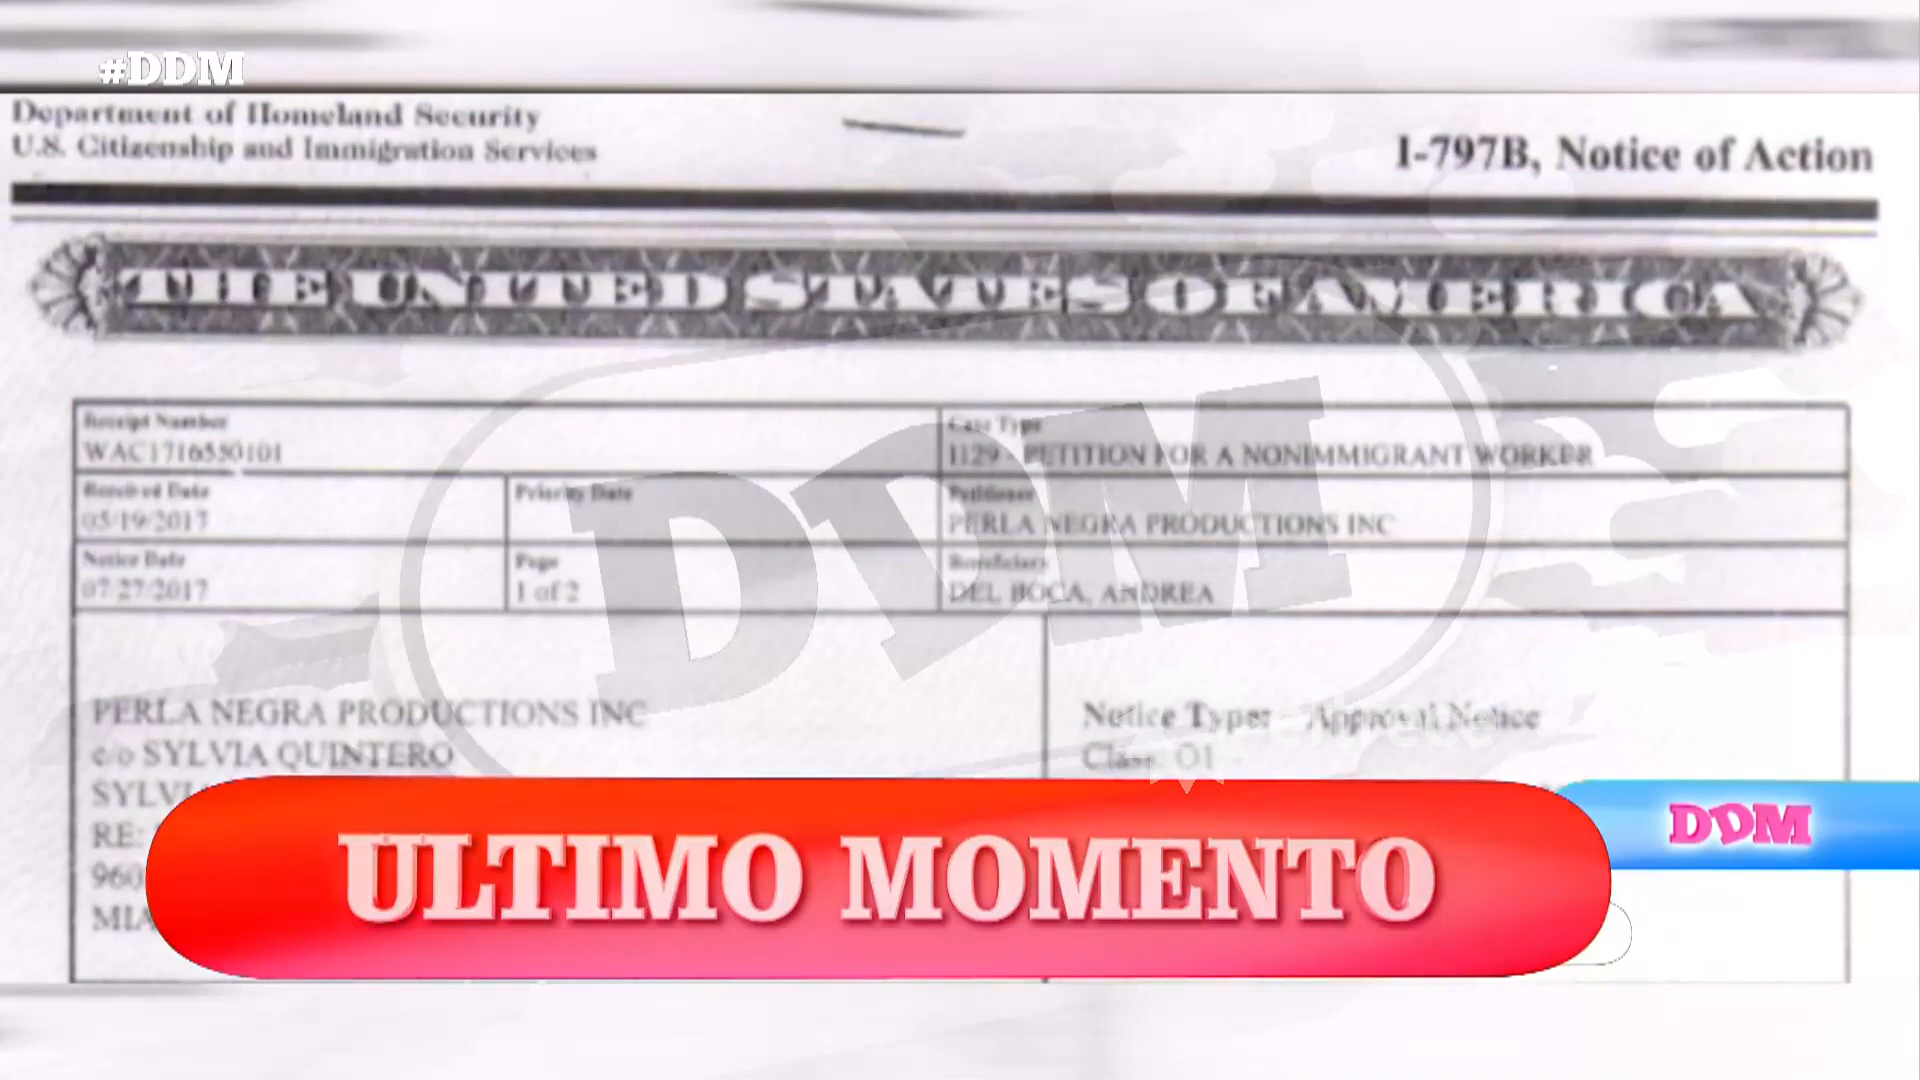 #DDM
Department of Homeland Security
U.S. Citizenship and Immigration Services
I-797B, Notice of Action
THE UNITED STATES OF AMERICA
Receipt Number
WAC1716550101
Case Type
I129 - PETITION FOR A NONIMMIGRANT WORKER
Received Date
05/19/2017
Priority Date
Petitioner
PERLA NEGRA PRODUCTIONS INC
Notice Date
07/27/2017
Page
1 of 2
Beneficiary
DEL BOCA, ANDREA
DDM
PERLA NEGRA PRODUCTIONS INC
c/o SYLVIA QUINTERO
Notice Type: Approval Notice
Class: O1
eltrece
RE:
960
ULTIMO MOMENTO
DDM